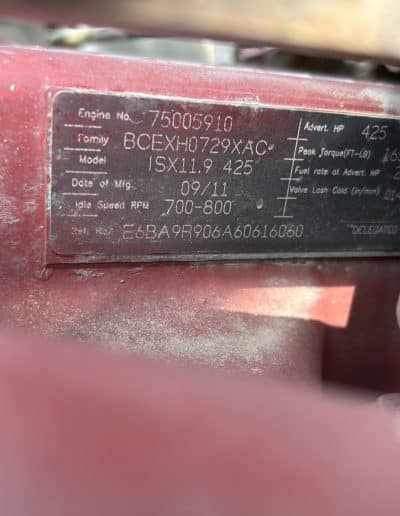 Engine No. 75005910
Family BCEXH0729XAC
Model ISX11.9 425
Date of Mfg. 09/11
Idle Speed RPM 700-800
Ref. No. E6BA9R906A60616060
Advert. HP 425
Peak Torque(FT-LB)
Fuel rate at Advert. HP
Valve Lash Cold (in/mm)
DELEGATED